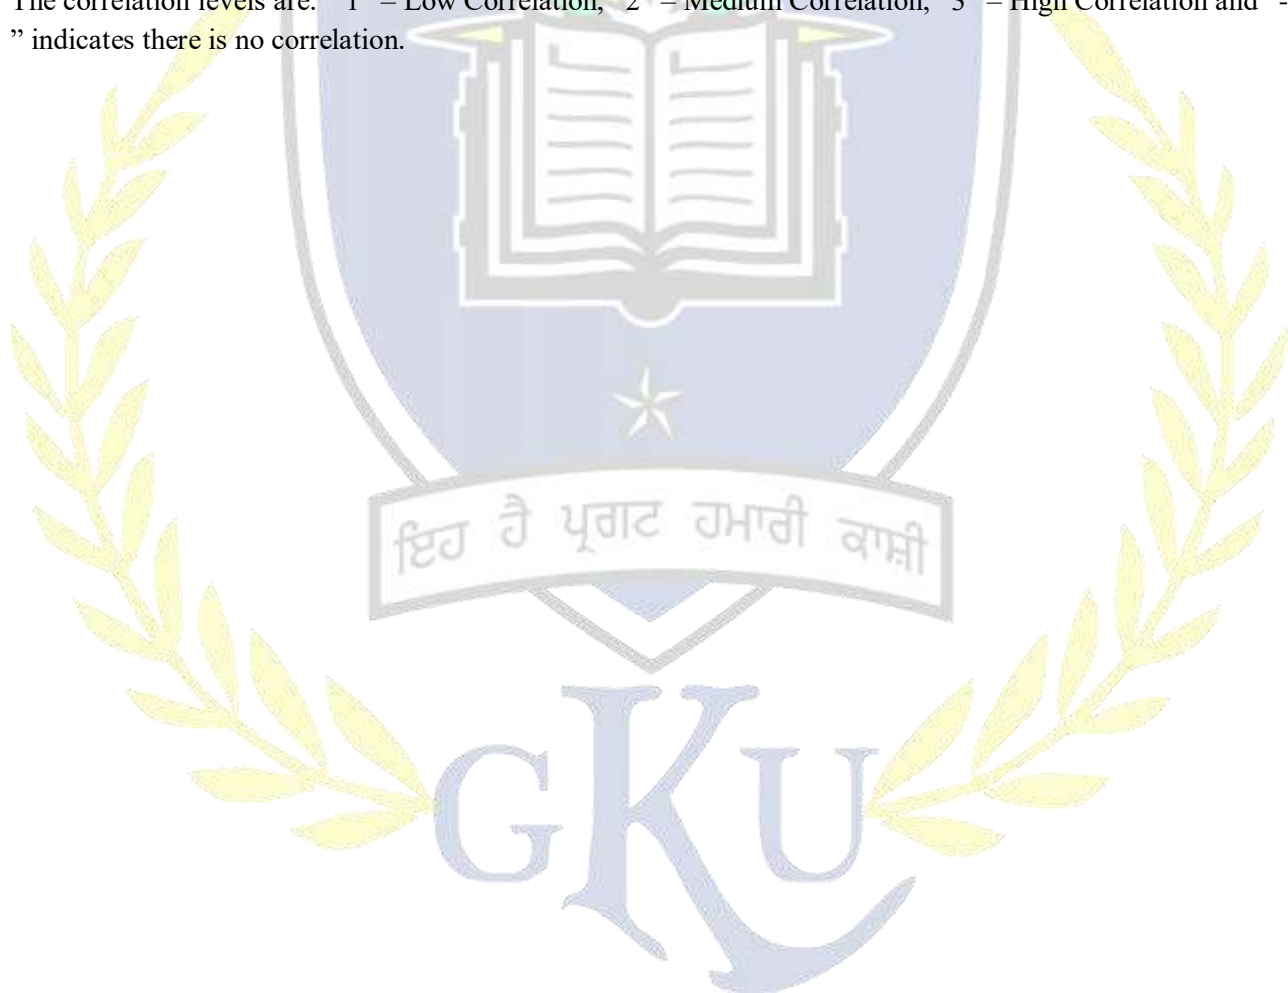 The correlation levels are: "1" – Low Correlation, "2" – Medium Correlation, "3" – High Correlation and "-
” indicates there is no correlation.
ਇਹ ਹੈ ਪ੍ਰਗਟ ਹਮਾਰੀ ਕਾਸ਼ੀ
GKU